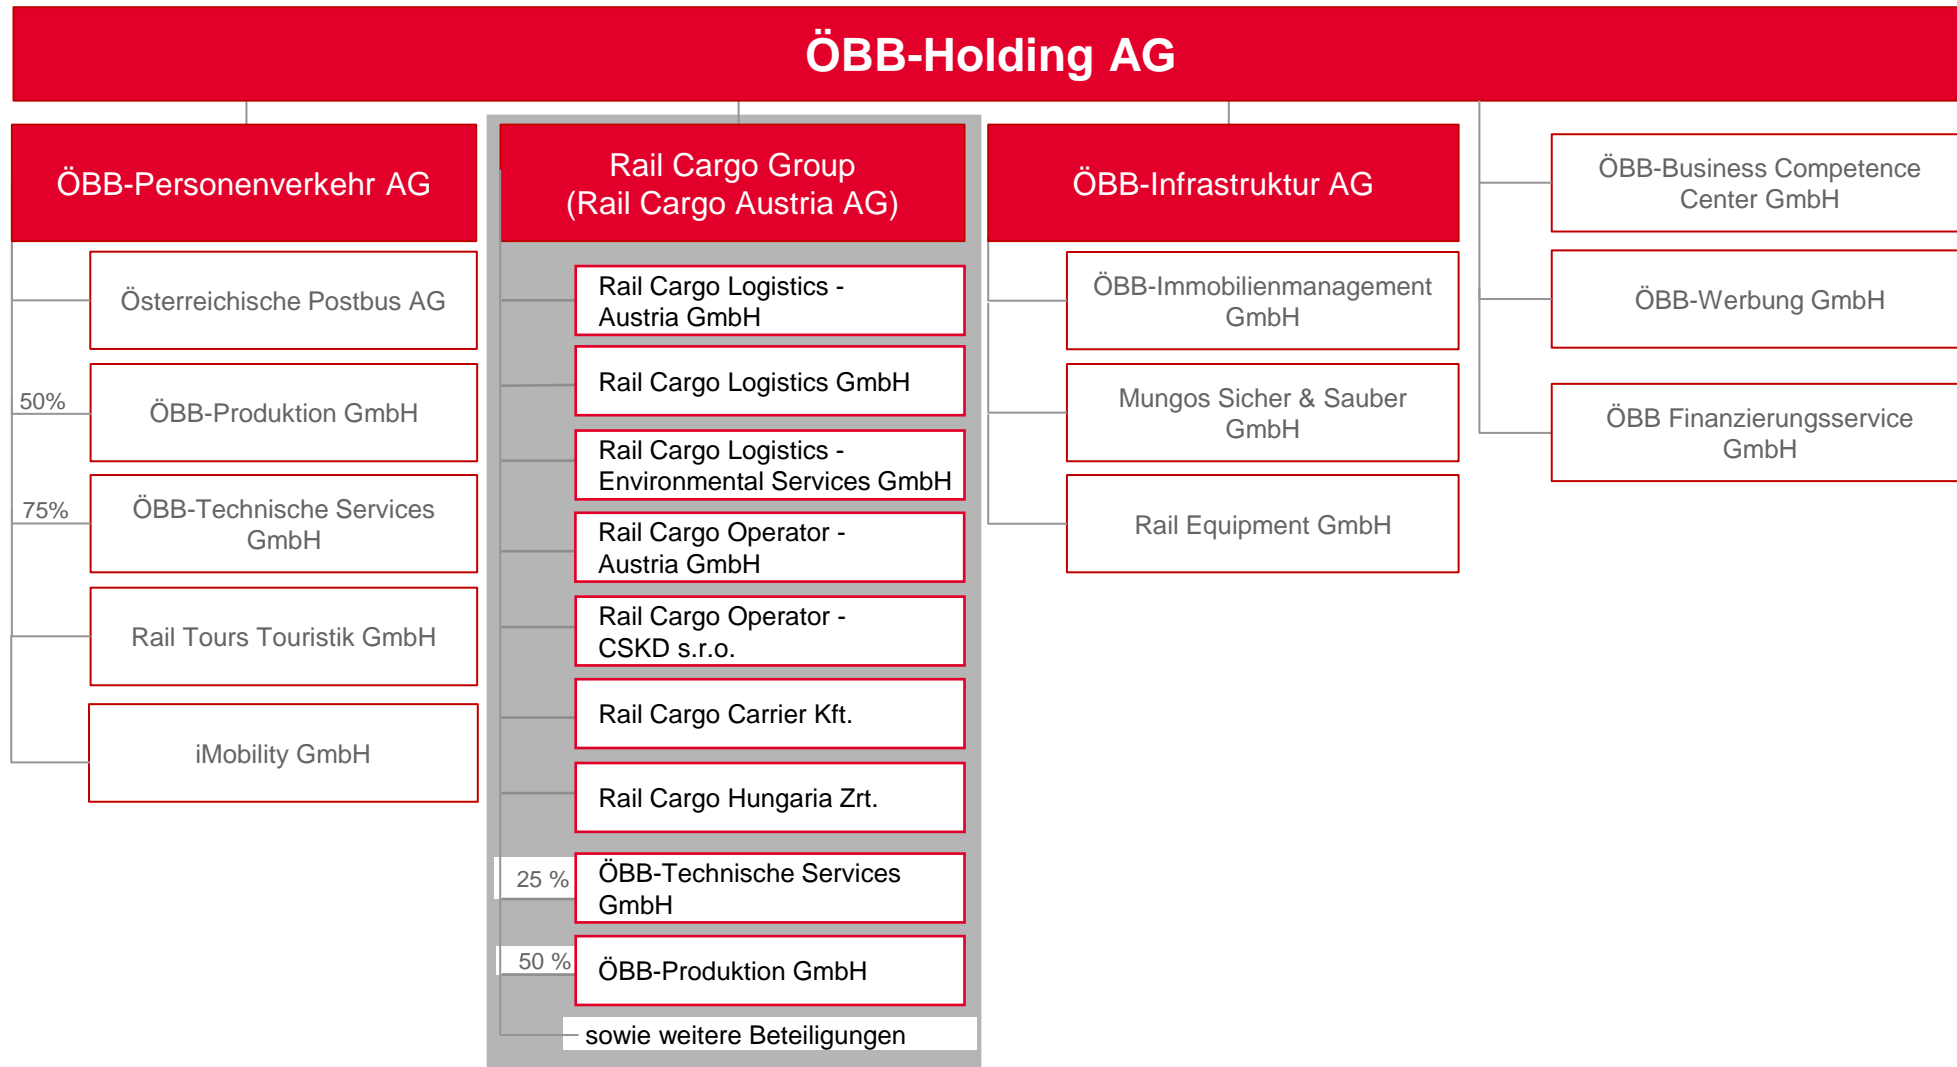 ÖBB-Holding AG
ÖBB-Personenverkehr AG
Österreichische Postbus AG
50%
ÖBB-Produktion GmbH
75%
ÖBB-Technische Services
GmbH
Rail Tours Touristik GmbH
iMobility GmbH
Rail Cargo Group
(Rail Cargo Austria AG)
Rail Cargo Logistics -
Austria GmbH
Rail Cargo Logistics GmbH
Rail Cargo Logistics -
Environmental Services GmbH
Rail Cargo Operator -
Austria GmbH
Rail Cargo Operator -
CSKD s.r.o.
Rail Cargo Carrier Kft.
Rail Cargo Hungaria Zrt.
25 %
ÖBB-Technische Services
GmbH
50 %
ÖBB-Produktion GmbH
sowie weitere Beteiligungen
ÖBB-Infrastruktur AG
ÖBB-Immobilienmanagement
GmbH
Mungos Sicher & Sauber
GmbH
Rail Equipment GmbH
ÖBB-Business Competence
Center GmbH
ÖBB-Werbung GmbH
ÖBB Finanzierungsservice
GmbH